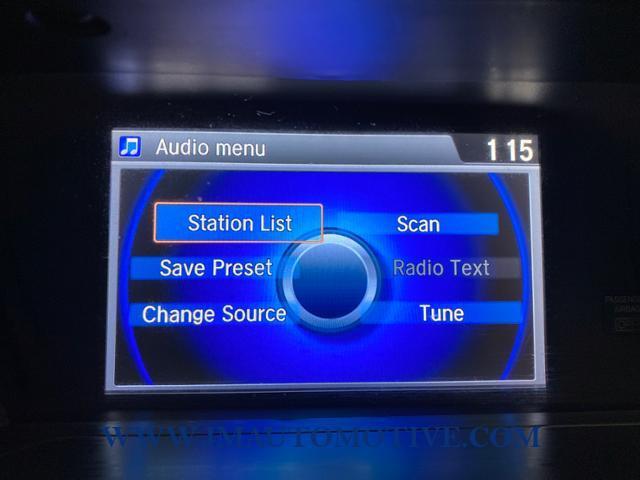 Audio menu
1 15
Station List
Scan
Save Preset
Radio Text
Change Source
Tune
WWW.IMAUTOMOTIVE.COM